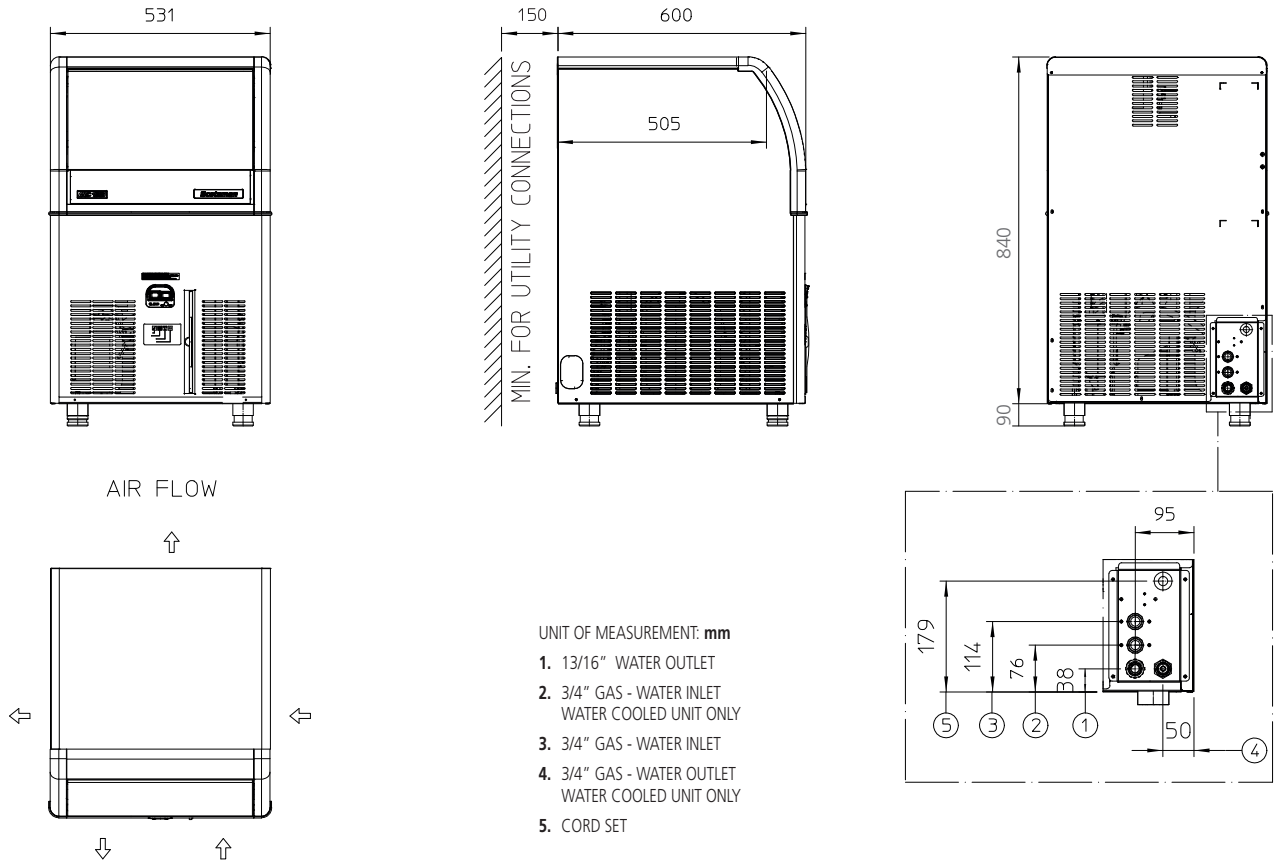 531
150
600
505
MIN. FOR UTILITY CONNECTIONS
840
90
AIR FLOW
95
179
114
76
38
50
5
3
2
1
4
UNIT OF MEASUREMENT: mm
1. 13/16” WATER OUTLET
2. 3/4” GAS - WATER INLET
WATER COOLED UNIT ONLY
3. 3/4” GAS - WATER INLET
4. 3/4” GAS - WATER OUTLET
WATER COOLED UNIT ONLY
5. CORD SET